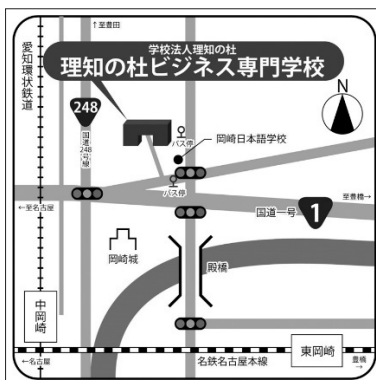 ↑至豊田
学校法人理知の杜
理知の杜ビジネス専門学校
愛知環状鉄道
248
国道248号線
N
バス停
岡崎日本語学校
バス停
至豊橋→
←至名古屋
国道一号
1
岡崎城
殿橋
中岡崎
東岡崎
←名古屋
名鉄名古屋本線
豊橋→